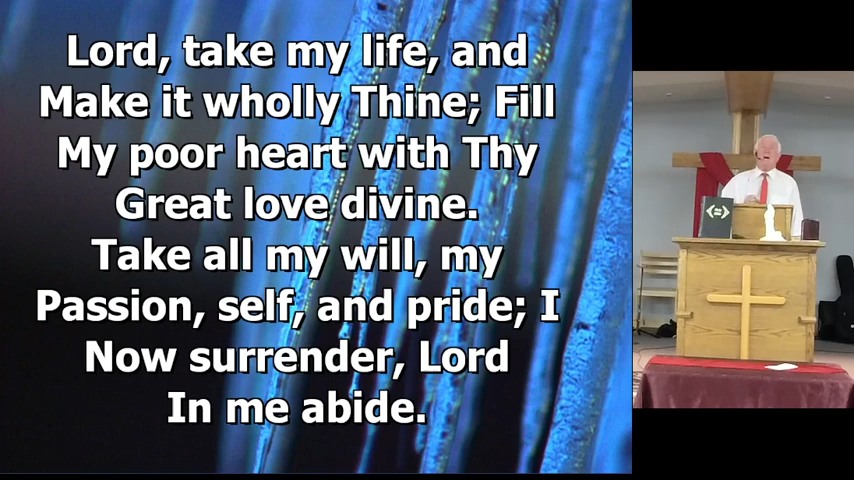 Lord, take my life, and
Make it wholly Thine; Fill
My poor heart with Thy
Great love divine.
Take all my will, my
Passion, self, and pride; I
Now surrender, Lord
In me abide.
<=>